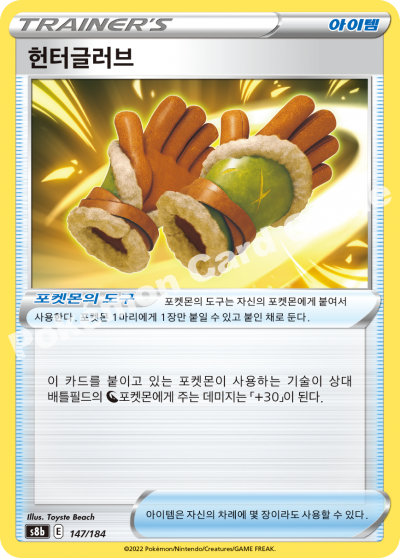 TRAINER'S 아이템
헌터글러브
포켓몬의 도구 포켓몬의 도구는 자신의 포켓몬에게 붙여서
사용한다. 포켓몬 1마리에게 1장만 붙일 수 있고 붙인 채로 둔다.
이 카드를 붙이고 있는 포켓몬이 사용하는 기술이 상대
배틀필드의 포켓몬에게 주는 데미지는 「+30」이 된다.
Illus. Toyste Beach
s8b E 147/184
아이템은 자신의 차례에 몇 장이라도 사용할 수 있다.
©2022 Pokémon/Nintendo/Creatures/GAME FREAK.
Pokémon Card Game